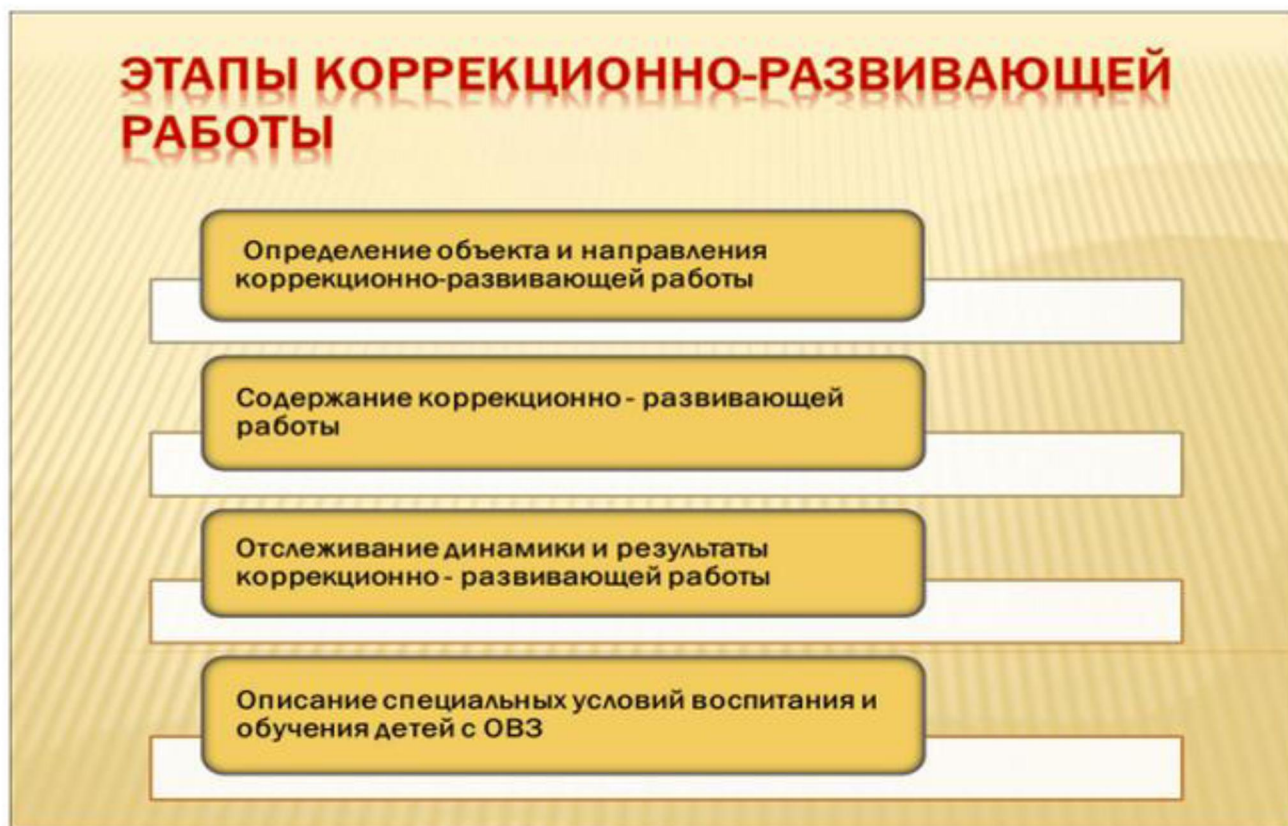 ЭТАПЫ КОРРЕКЦИОННО-РАЗВИВАЮЩЕЙ
РАБОТЫ
Определение объекта и направления
коррекционно-развивающей работы
Содержание коррекционно - развивающей
работы
Отслеживание динамики и результаты
коррекционно - развивающей работы
Описание специальных условий воспитания и
обучения детей с ОВЗ